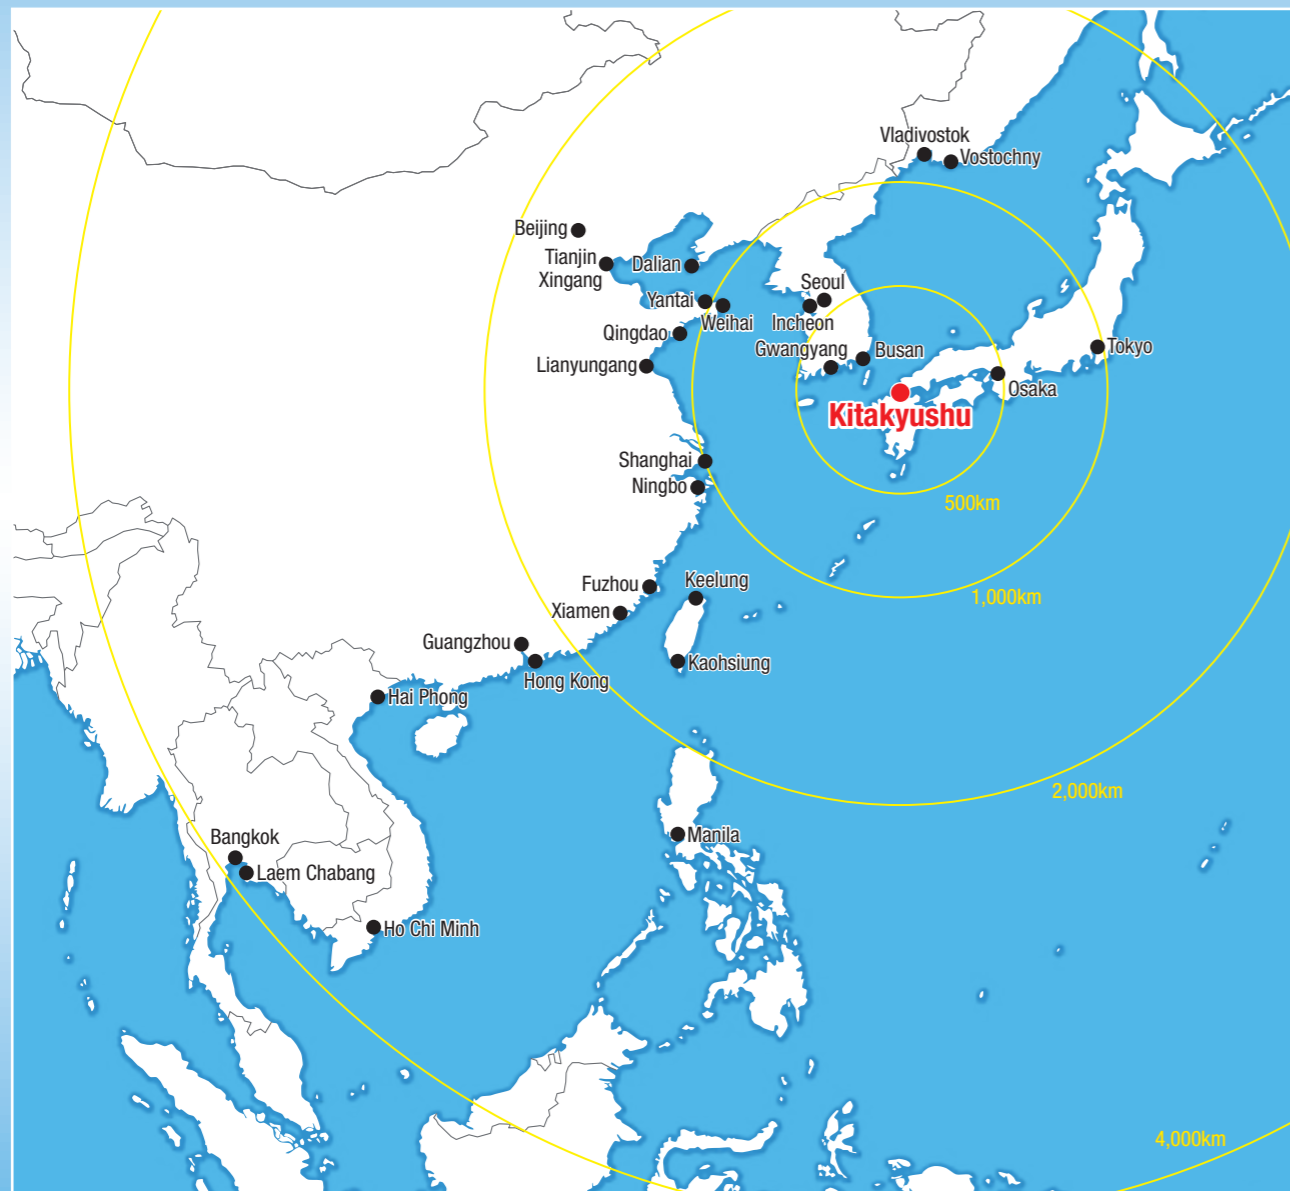 Vladivostok
Vostochny
Beijing
Tianjin
Xingang
Dalian
Yantai
Weihai
Seoul
Incheon
Qingdao
Gwangyang
Busan
Tokyo
Lianyungang
Osaka
Kitakyushu
Shanghai
Ningbo
500km
Fuzhou
Keelung
1,000km
Xiamen
Guangzhou
Kaohsiung
Hong Kong
Hai Phong
2,000km
Manila
Bangkok
Laem Chabang
Ho Chi Minh
4,000km